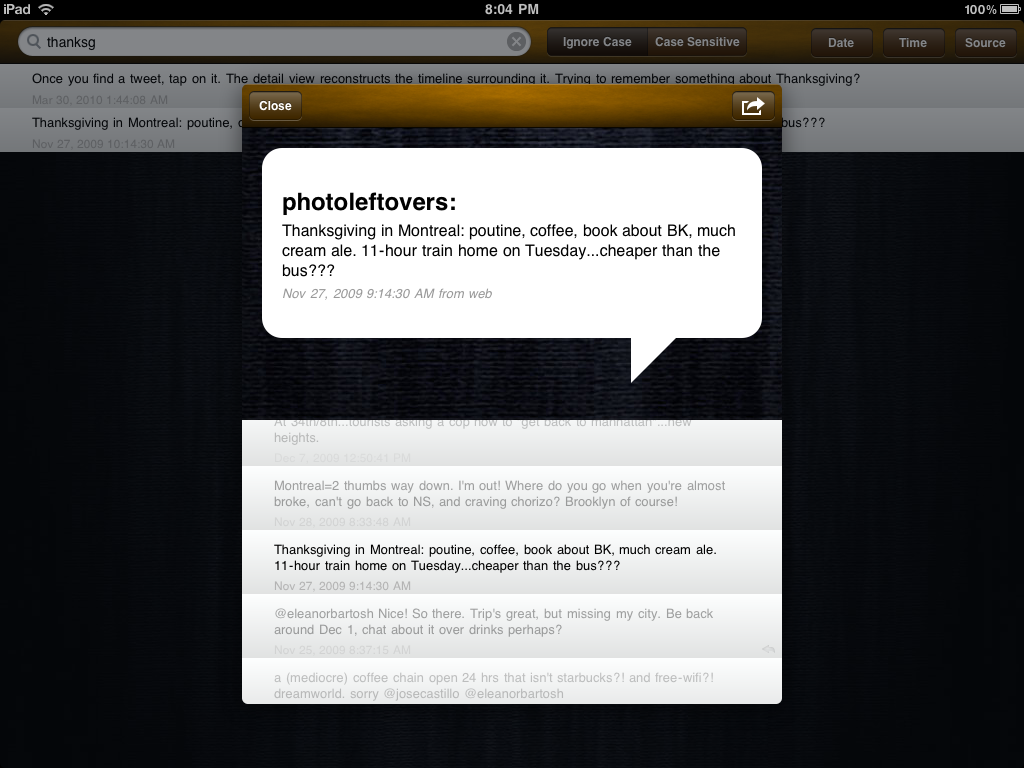 iPad 8:04 PM 100%
thanksg Ignore Case Case Sensitive Date Time Source
Once you find a tweet, tap on it. The detail view reconstructs the timeline surrounding it. Trying to remember something about Thanksgiving?
Mar 30, 2010 1:44:08 AM
Thanksgiving in Montreal: poutine, c bus???
Nov 27, 2009 10:14:30 AM
Close
photoleftovers:
Thanksgiving in Montreal: poutine, coffee, book about BK, much
cream ale. 11-hour train home on Tuesday...cheaper than the
bus???
Nov 27, 2009 9:14:30 AM from web
At 34th/8th...tourists asking a cop how to "get back to manhattan"...new
heights.
Dec 7, 2009 12:50:41 PM
Montreal=2 thumbs way down. I'm out! Where do you go when you're almost
broke, can't go back to NS, and craving chorizo? Brooklyn of course!
Nov 28, 2009 8:33:48 AM
Thanksgiving in Montreal: poutine, coffee, book about BK, much cream ale.
11-hour train home on Tuesday...cheaper than the bus???
Nov 27, 2009 9:14:30 AM
@eleanorbartosh Nice! So there. Trip's great, but missing my city. Be back
around Dec 1, chat about it over drinks perhaps?
Nov 25, 2009 8:37:15 AM
a (mediocre) coffee chain open 24 hrs that isn't starbucks?! and free-wifi?!
dreamworld. sorry @josecastillo @eleanorbartosh